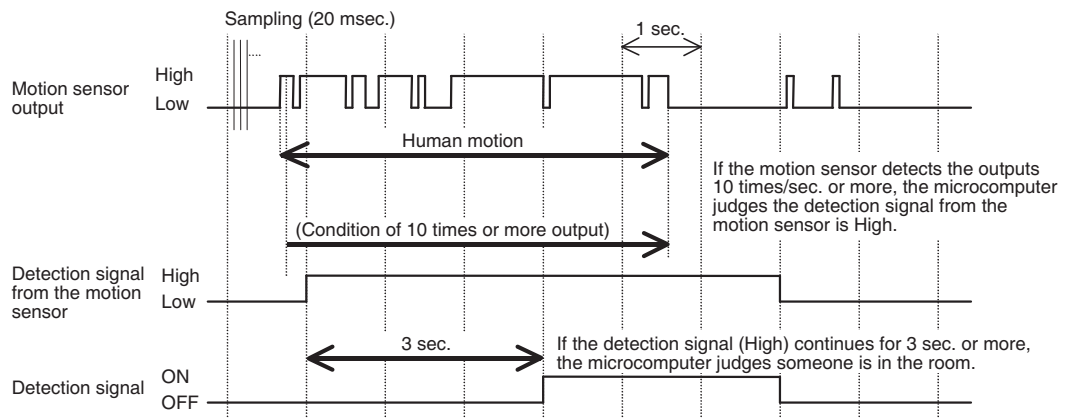 Sampling (20 msec.)
....
1 sec.
Motion sensor
output
High
Low
Human motion
If the motion sensor detects the outputs
10 times/sec. or more, the microcomputer
judges the detection signal from the
motion sensor is High.
(Condition of 10 times or more output)
Detection signal
from the motion
sensor
High
Low
3 sec.
If the detection signal (High) continues for 3 sec. or more,
the microcomputer judges someone is in the room.
Detection signal
ON
OFF